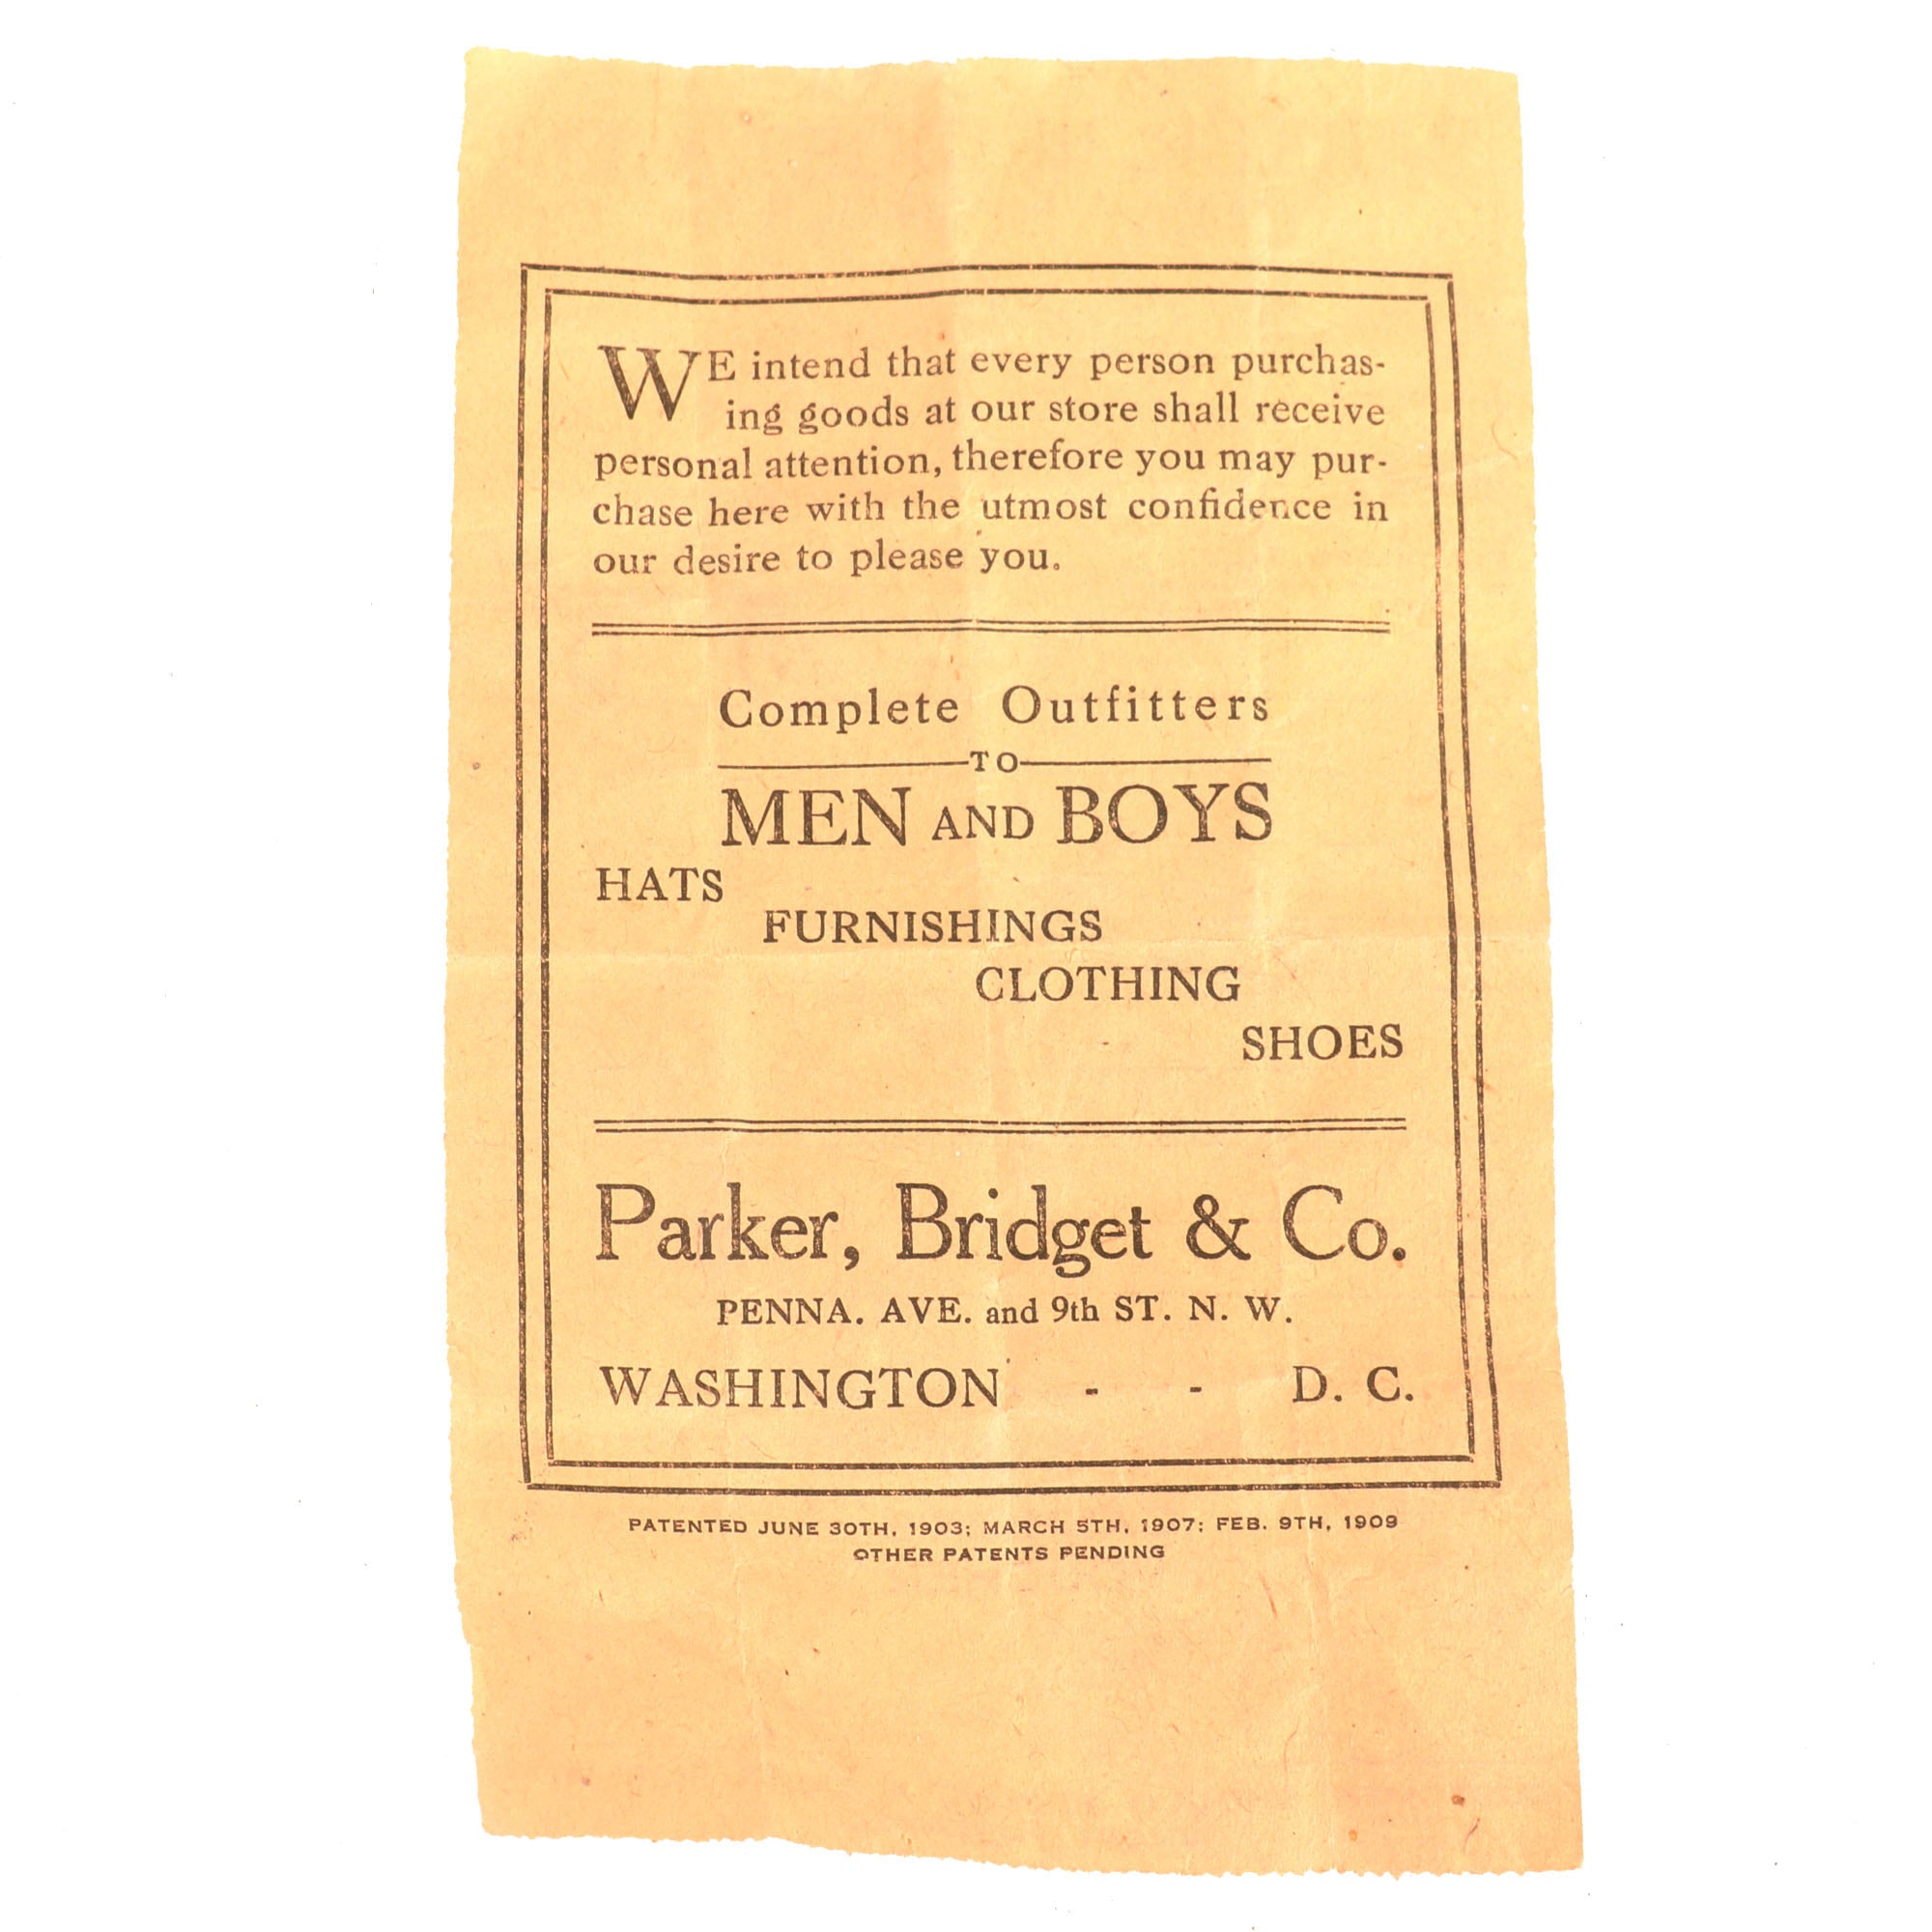 WE intend that every person purchas-
ing goods at our store shall receive
personal attention, therefore you may pur-
chase here with the utmost confidence in
our desire to please you.
Complete Outfitters
TO
MEN AND BOYS
HATS
FURNISHINGS
CLOTHING
SHOES
Parker, Bridget & Co.
PENNA. AVE. and 9th ST. N. W.
WASHINGTON - - D. C.
PATENTED JUNE 30TH, 1903; MARCH 5TH, 1907; FEB. 9TH, 1909
OTHER PATENTS PENDING